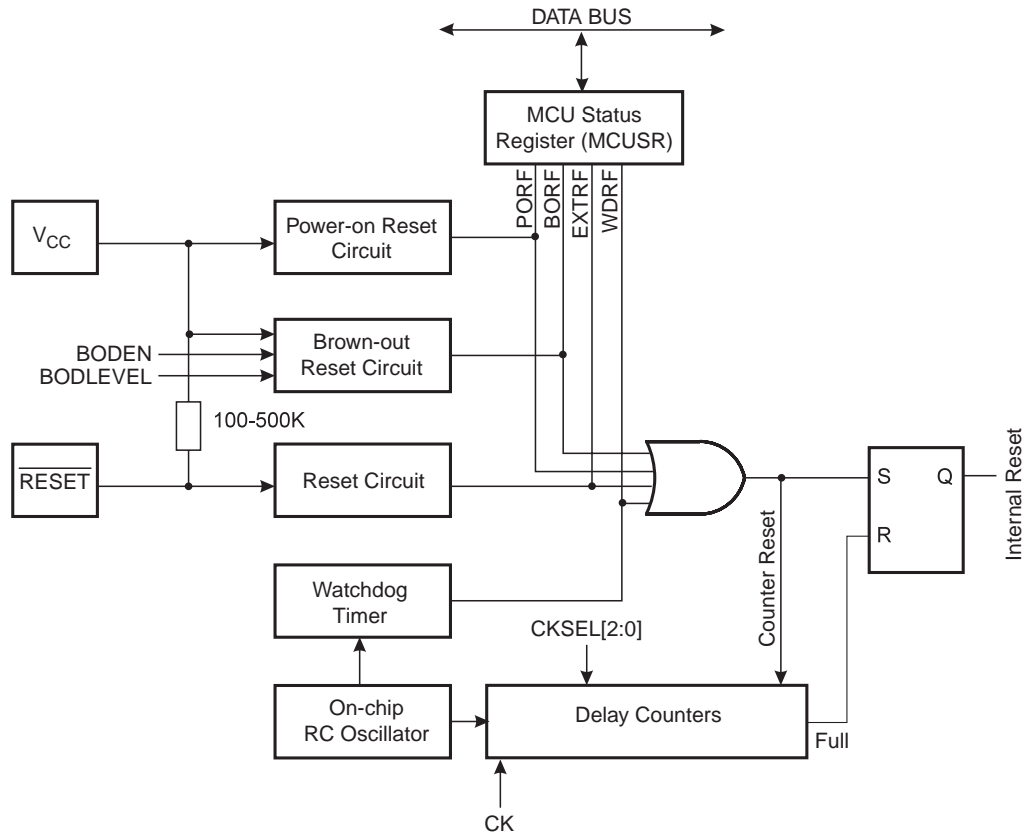 DATA BUS
MCU Status
Register (MCUSR)
PORF
BORF
EXTRF
WDRF
VCC
Power-on Reset
Circuit
BODEN
BODLEVEL
Brown-out
Reset Circuit
100-500K
RESET
Reset Circuit
S
Q
R
Internal Reset
Counter Reset
Watchdog
Timer
CKSEL[2:0]
On-chip
RC Oscillator
Delay Counters
Full
CK